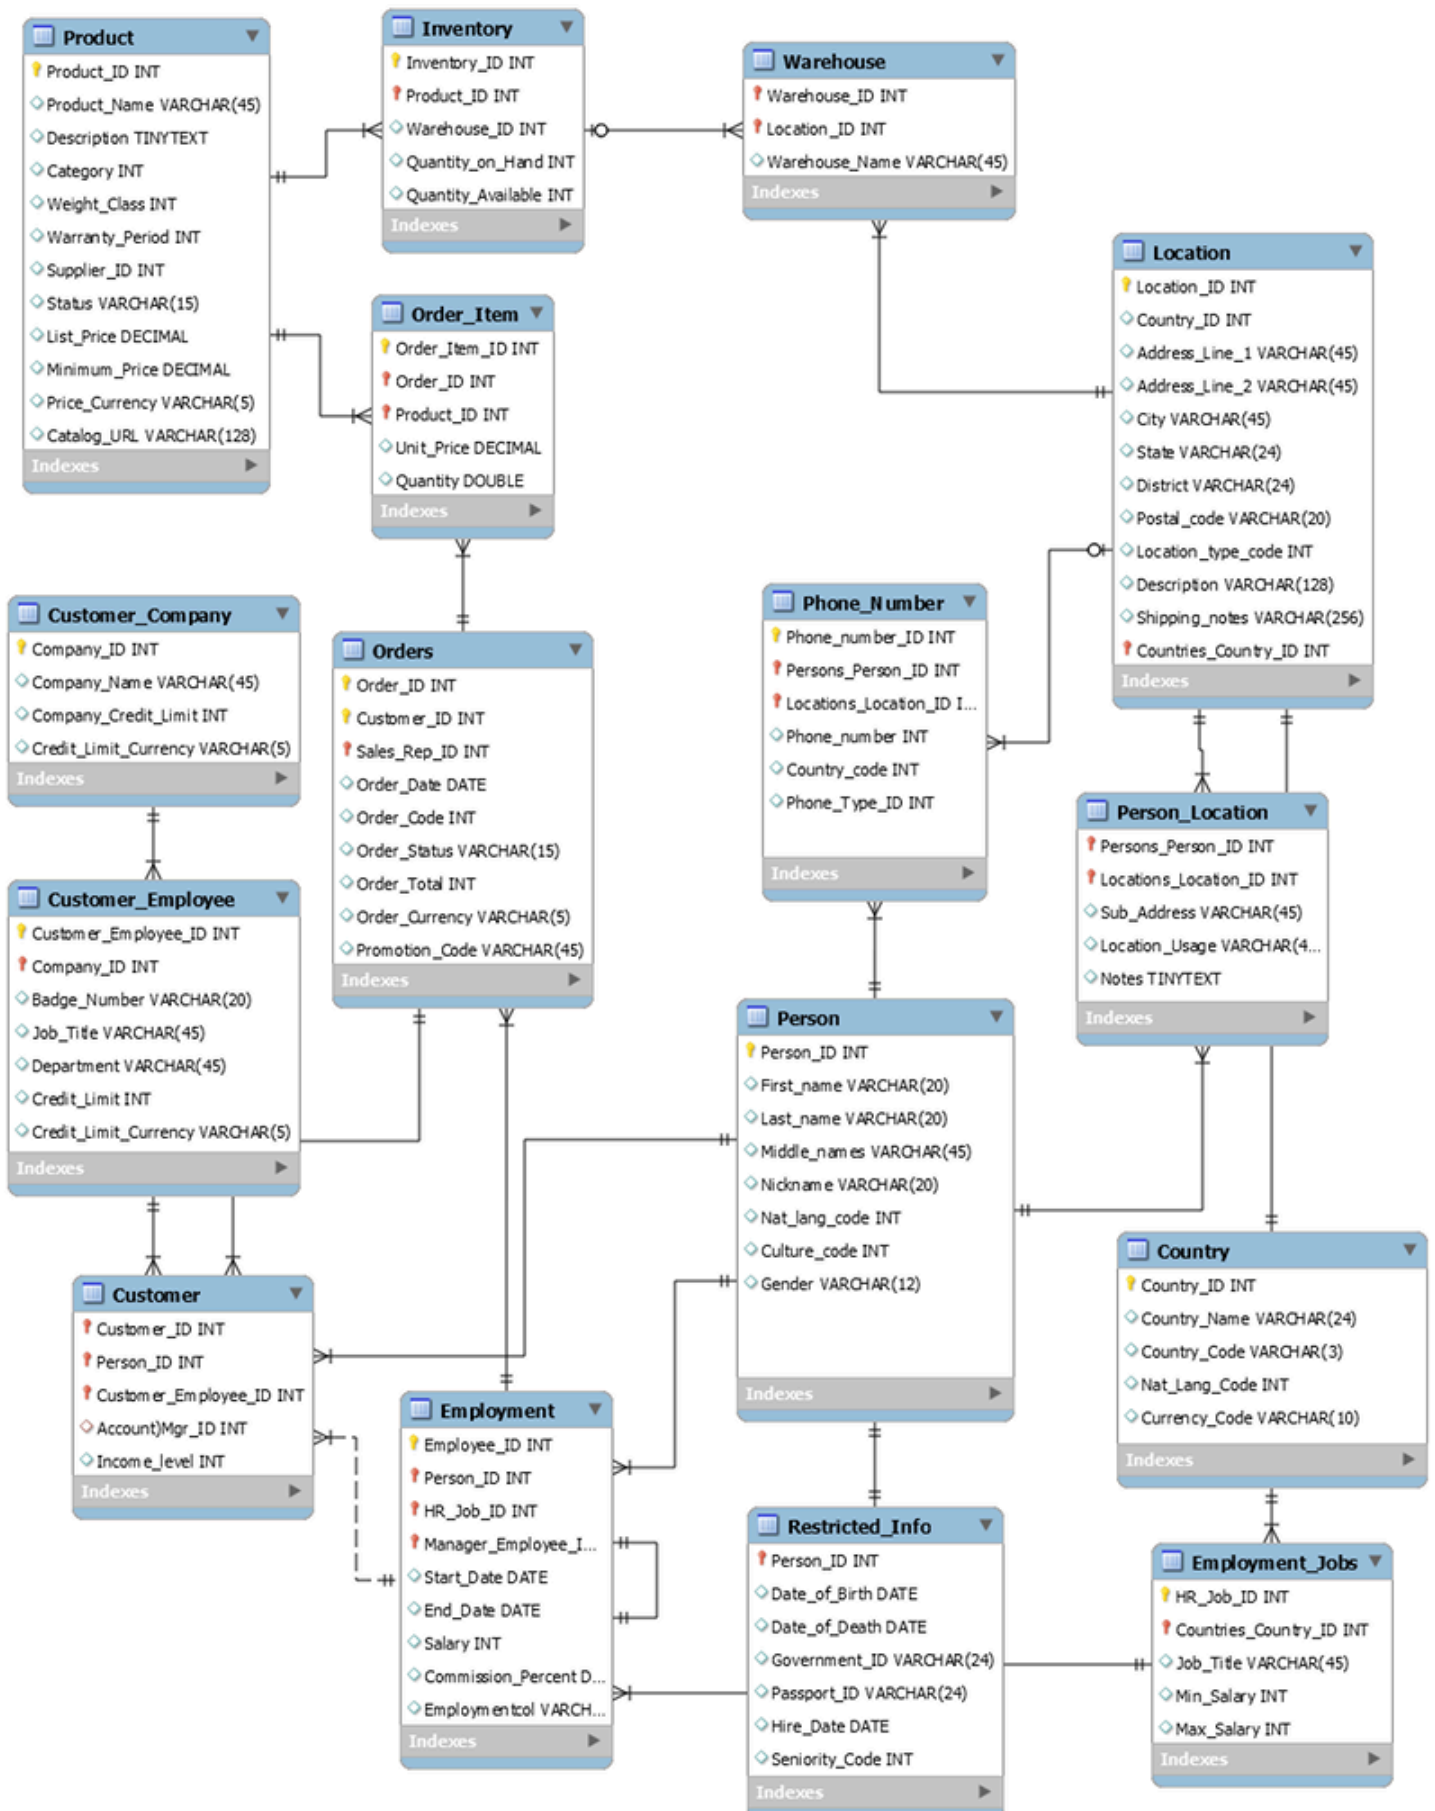 Product
Product_ID INT
Product_Name VARCHAR(45)
Description TINYTEXT
Category INT
Weight_Class INT
Warranty_Period INT
Supplier_ID INT
Status VARCHAR(15)
List_Price DECIMAL
Minimum_Price DECIMAL
Price_Currency VARCHAR(5)
Catalog_URL VARCHAR(128)
Indexes
Inventory
Inventory_ID INT
Product_ID INT
Warehouse_ID INT
Quantity_on_Hand INT
Quantity_Available INT
Indexes
Warehouse
Warehouse_ID INT
Location_ID INT
Warehouse_Name VARCHAR(45)
Indexes
Location
Location_ID INT
Country_ID INT
Address_Line_1 VARCHAR(45)
Address_Line_2 VARCHAR(45)
City VARCHAR(45)
State VARCHAR(24)
District VARCHAR(24)
Postal_code VARCHAR(20)
Location_type_code INT
Description VARCHAR(128)
Shipping_notes VARCHAR(256)
Countries_Country_ID INT
Indexes
Order_Item
Order_Item_ID INT
Order_ID INT
Product_ID INT
Unit_Price DECIMAL
Quantity DOUBLE
Indexes
Customer_Company
Company_ID INT
Company_Name VARCHAR(45)
Company_Credit_Limit INT
Credit_Limit_Currency VARCHAR(5)
Indexes
Orders
Order_ID INT
Customer_ID INT
Sales_Rep_ID INT
Order_Date DATE
Order_Code INT
Order_Status VARCHAR(15)
Order_Total INT
Order_Currency VARCHAR(5)
Promotion_Code VARCHAR(45)
Indexes
Phone_Number
Phone_number_ID INT
Persons_Person_ID INT
Locations_Location_ID I...
Phone_number INT
Country_code INT
Phone_Type_ID INT
Indexes
Person_Location
Persons_Person_ID INT
Locations_Location_ID INT
Sub_Address VARCHAR(45)
Location_Usage VARCHAR(4...
Notes TINYTEXT
Indexes
Customer_Employee
Customer_Employee_ID INT
Company_ID INT
Badge_Number VARCHAR(20)
Job_Title VARCHAR(45)
Department VARCHAR(45)
Credit_Limit INT
Credit_Limit_Currency VARCHAR(5)
Indexes
Person
Person_ID INT
First_name VARCHAR(20)
Last_name VARCHAR(20)
Middle_names VARCHAR(45)
Nickname VARCHAR(20)
Nat_lang_code INT
Culture_code INT
Gender VARCHAR(12)
Indexes
Country
Country_ID INT
Country_Name VARCHAR(24)
Country_Code VARCHAR(3)
Nat_Lang_Code INT
Currency_Code VARCHAR(10)
Indexes
Customer
Customer_ID INT
Person_ID INT
Customer_Employee_ID INT
Account)Mgr_ID INT
Income_level INT
Indexes
Employment
Employee_ID INT
Person_ID INT
HR_Job_ID INT
Manager_Employee_I...
Start_Date DATE
End_Date DATE
Salary INT
Commission_Percent D...
Employmentcol VARCH...
Indexes
Restricted_Info
Person_ID INT
Date_of_Birth DATE
Date_of_Death DATE
Government_ID VARCHAR(24)
Passport_ID VARCHAR(24)
Hire_Date DATE
Seniority_Code INT
Indexes
Employment_Jobs
HR_Job_ID INT
Countries_Country_ID INT
Job_Title VARCHAR(45)
Min_Salary INT
Max_Salary INT
Indexes